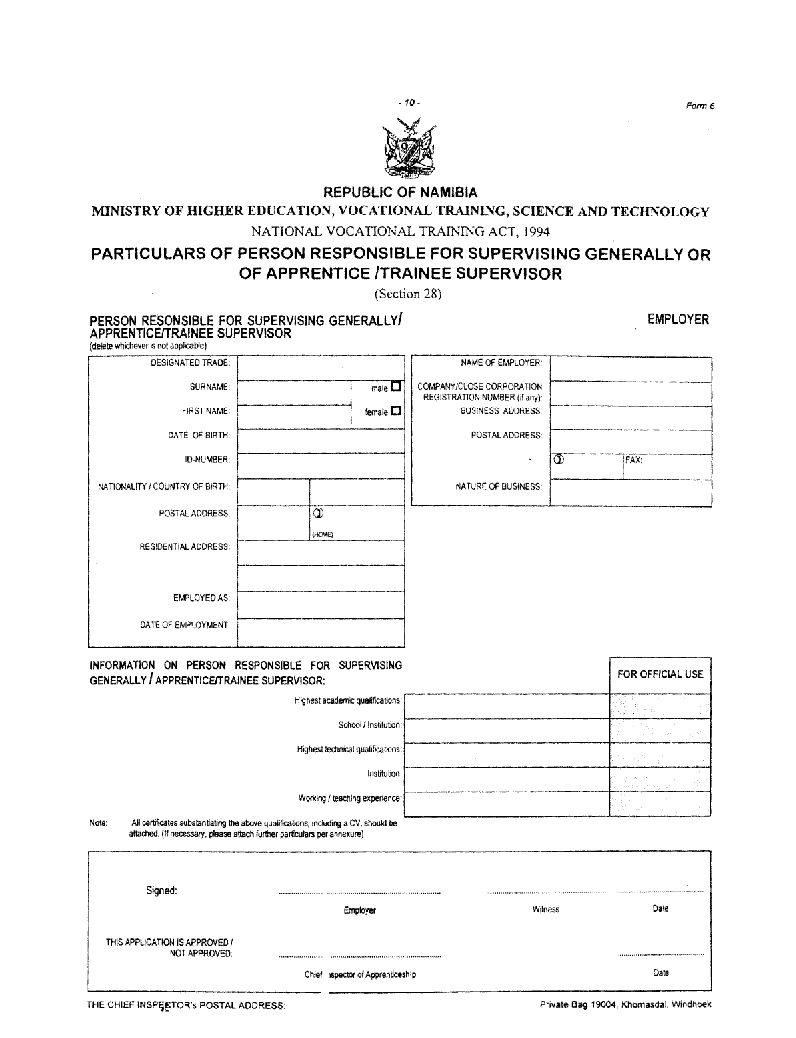 - 10 -
Form 6
REPUBLIC OF NAMIBIA
MINISTRY OF HIGHER EDUCATION, VOCATIONAL TRAINING, SCIENCE AND TECHNOLOGY
NATIONAL VOCATIONAL TRAINING ACT, 1994
PARTICULARS OF PERSON RESPONSIBLE FOR SUPERVISING GENERALLY OR
OF APPRENTICE /TRAINEE SUPERVISOR
(Section 28)
PERSON RESONSIBLE FOR SUPERVISING GENERALLY/
APPRENTICE/TRAINEE SUPERVISOR
(delete whichever is not applicable)
EMPLOYER
DESIGNATED TRADE:
SURNAME:
male
FIRST NAME:
female
DATE OF BIRTH:
ID-NUMBER:
NATIONALITY / COUNTRY OF BIRTH:
POSTAL ADDRESS:
(HOME)
RESIDENTIAL ADDRESS:
EMPLOYED AS:
DATE OF EMPLOYMENT:
NAME OF EMPLOYER:
COMPANY/CLOSE CORPORATION
REGISTRATION NUMBER (if any):
BUSINESS ADDRESS:
POSTAL ADDRESS:
FAX:
NATURE OF BUSINESS:
INFORMATION ON PERSON RESPONSIBLE FOR SUPERVISING
GENERALLY / APPRENTICE/TRAINEE SUPERVISOR:
FOR OFFICIAL USE
Highest academic qualifications:
School / Institution:
Highest technical qualifications:
Institution:
Working / teaching experience:
Note: All certificates substantiating the above qualifications, including a CV, should be
attached. (If necessary, please attach further particulars per annexure)
Signed:
Employer Witness Date
THIS APPLICATION IS APPROVED /
NOT APPROVED:
Chief Inspector of Apprenticeship Date
THE CHIEF INSPECTOR's POSTAL ADDRESS: Private Bag 19004, Khomasdal, Windhoek